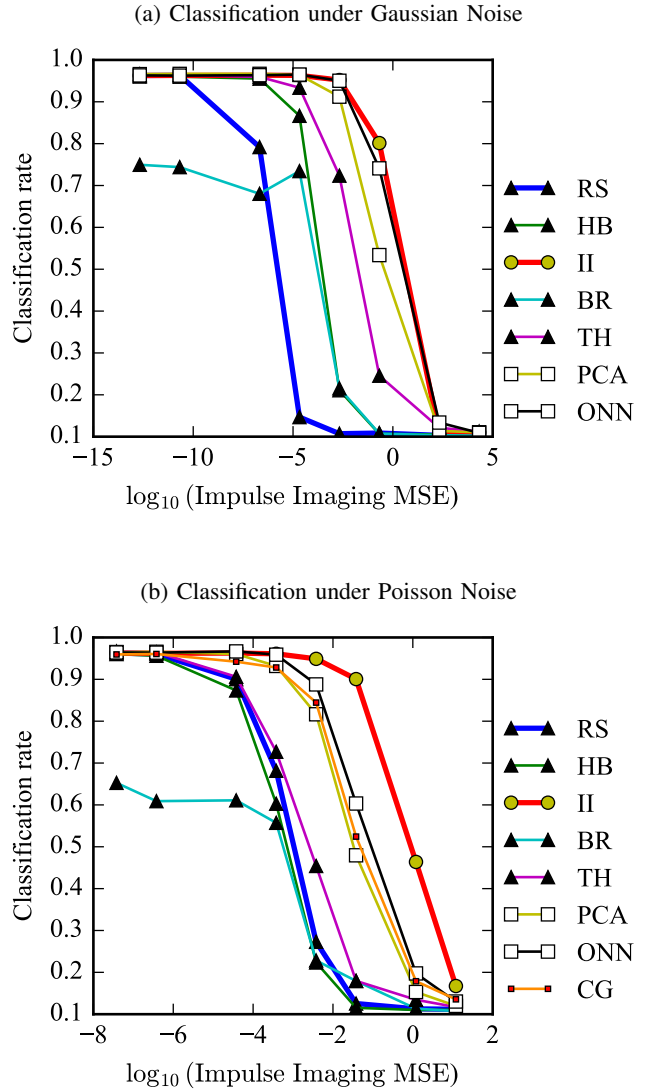 (a) Classification under Gaussian Noise
1.0
0.9
0.8
0.7
0.6
0.5
0.4
0.3
0.2
0.1
Classification rate
−15 −10 −5 0 5
log10 (Impulse Imaging MSE)
RS
HB
II
BR
TH
PCA
ONN
(b) Classification under Poisson Noise
1.0
0.9
0.8
0.7
0.6
0.5
0.4
0.3
0.2
0.1
Classification rate
−8 −6 −4 −2 0 2
log10 (Impulse Imaging MSE)
RS
HB
II
BR
TH
PCA
ONN
CG